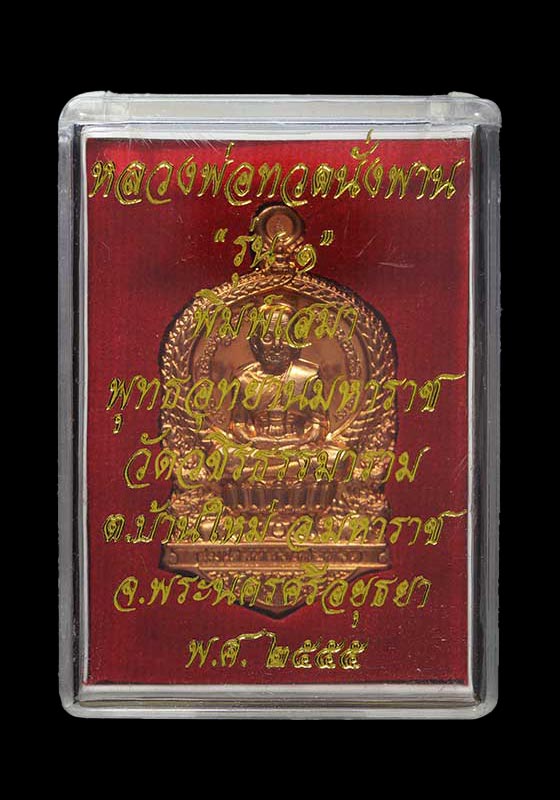 หลวงพ่อทวดนั่งพาน
"รุ่น ๑"
พิมพ์เสมา
พุทธอุทยานมหาราช
วัดวชิรธรรมาราม
ต.บ้านใหม่ อ.มหาราช
จ.พระนครศรีอยุธยา
พ.ศ. ๒๕๕๕